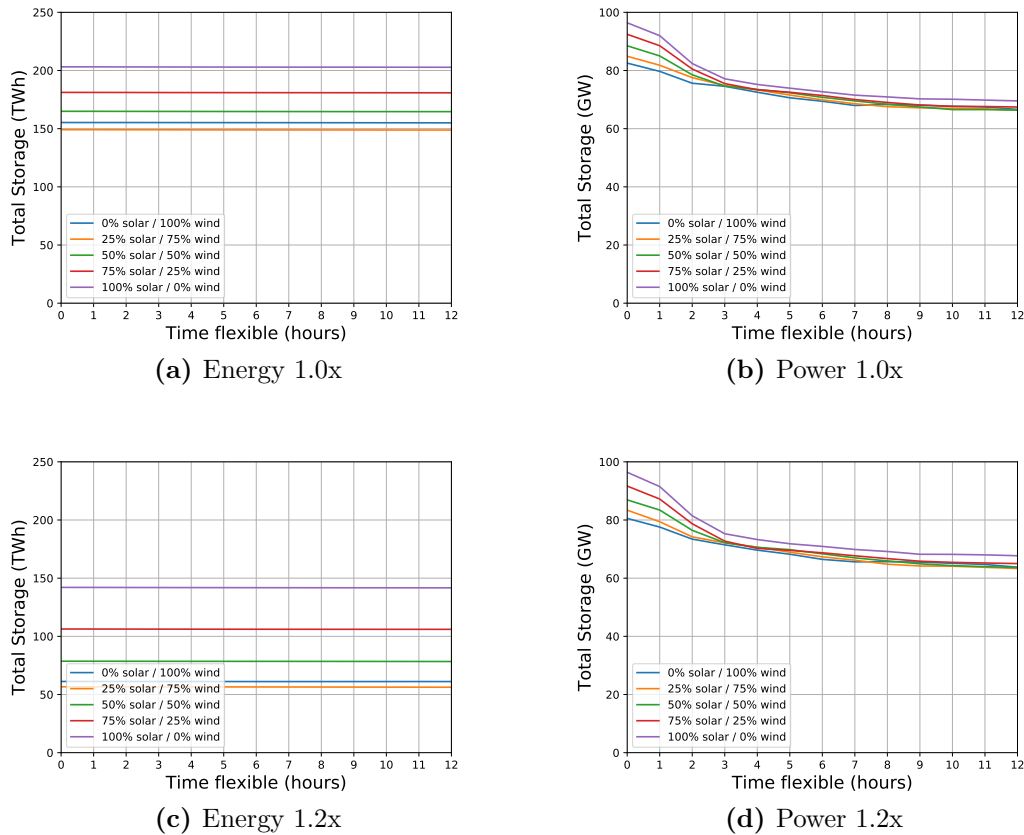 250
200
150
100
50
0
Total Storage (TWh)
0% solar / 100% wind
25% solar / 75% wind
50% solar / 50% wind
75% solar / 25% wind
100% solar / 0% wind
0 1 2 3 4 5 6 7 8 9 10 11 12
Time flexible (hours)
(a) Energy 1.0x
100
80
60
40
20
0
Total Storage (GW)
0% solar / 100% wind
25% solar / 75% wind
50% solar / 50% wind
75% solar / 25% wind
100% solar / 0% wind
0 1 2 3 4 5 6 7 8 9 10 11 12
Time flexible (hours)
(b) Power 1.0x
250
200
150
100
50
0
Total Storage (TWh)
0% solar / 100% wind
25% solar / 75% wind
50% solar / 50% wind
75% solar / 25% wind
100% solar / 0% wind
0 1 2 3 4 5 6 7 8 9 10 11 12
Time flexible (hours)
(c) Energy 1.2x
100
80
60
40
20
0
Total Storage (GW)
0% solar / 100% wind
25% solar / 75% wind
50% solar / 50% wind
75% solar / 25% wind
100% solar / 0% wind
0 1 2 3 4 5 6 7 8 9 10 11 12
Time flexible (hours)
(d) Power 1.2x